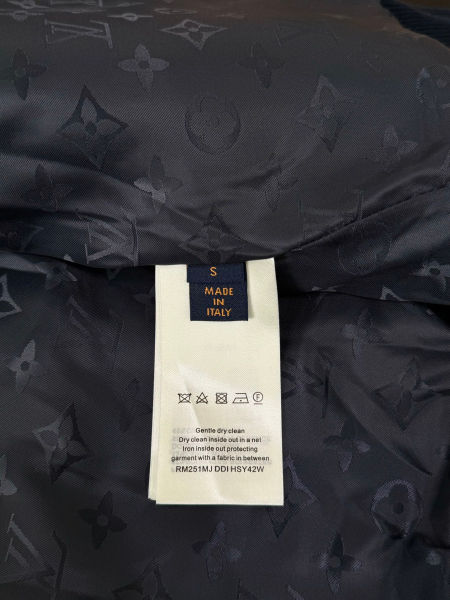 S
MADE
IN
ITALY
Gentle dry clean
Dry clean inside out in a net
Iron inside out protecting
garment with a fabric in between
RM251MJ DDI HSY42W